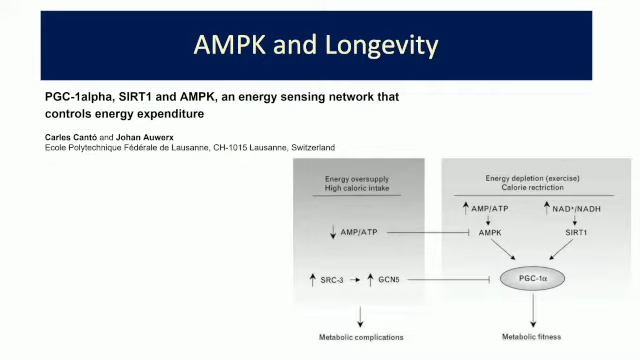 AMPK and Longevity
PGC-1alpha, SIRT1 and AMPK, an energy sensing network that
controls energy expenditure
Carles Cantó and Johan Auwerx
Ecole Polytechnique Fédérale de Lausanne, CH-1015 Lausanne, Switzerland
Energy oversupply
High caloric intake
AMP/ATP
SRC-3
GCN5
Metabolic complications
Energy depletion (exercise)
Calorie rectriction
AMP/ATP
NAD⁺/NADH
AMPK
SIRT1
PGC-1α
Metabolic fitness